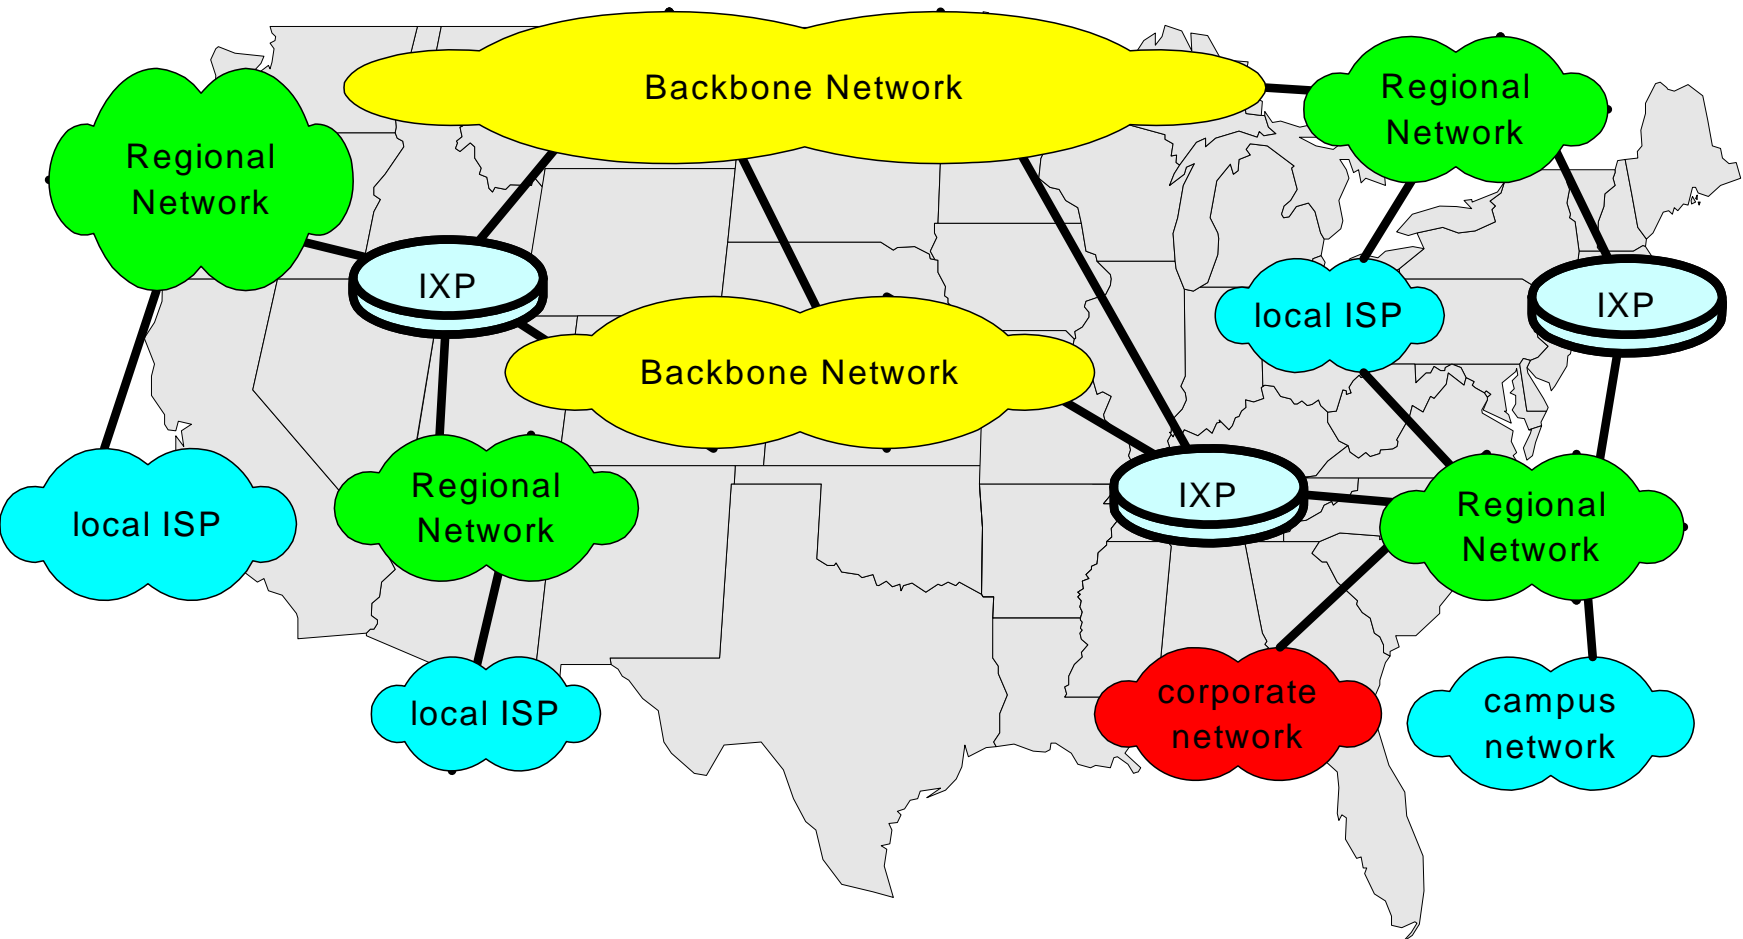 Backbone Network
Regional
Network
Regional
Network
IXP
local ISP
IXP
Backbone Network
Regional
Network
IXP
Regional
Network
local ISP
local ISP
corporate
network
campus
network